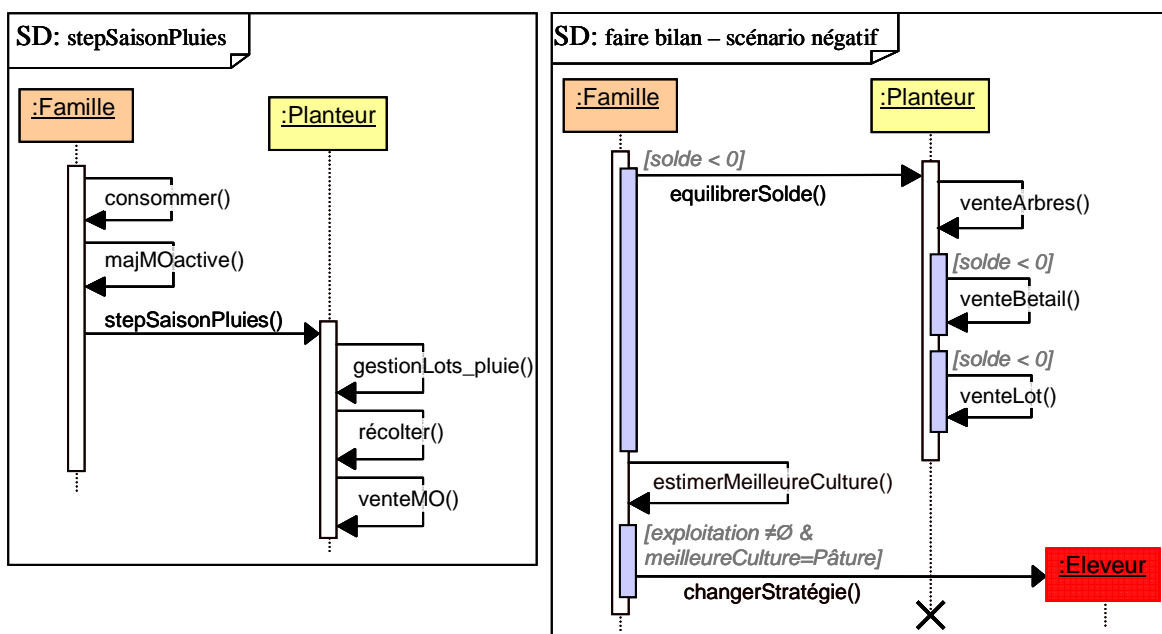 SD: stepSaisonPluies
:Famille
:Planteur
consommer()
majMOactive()
stepSaisonPluies()
gestionLots_pluie()
récolter()
venteMO()
SD: faire bilan – scénario négatif
:Famille
:Planteur
[solde < 0]
equilibrerSolde()
venteArbres()
[solde < 0]
venteBetail()
[solde < 0]
venteLot()
estimerMeilleureCulture()
[exploitation ≠Ø &
meilleureCulture=Pâture]
changerStratégie()
:Eleveur